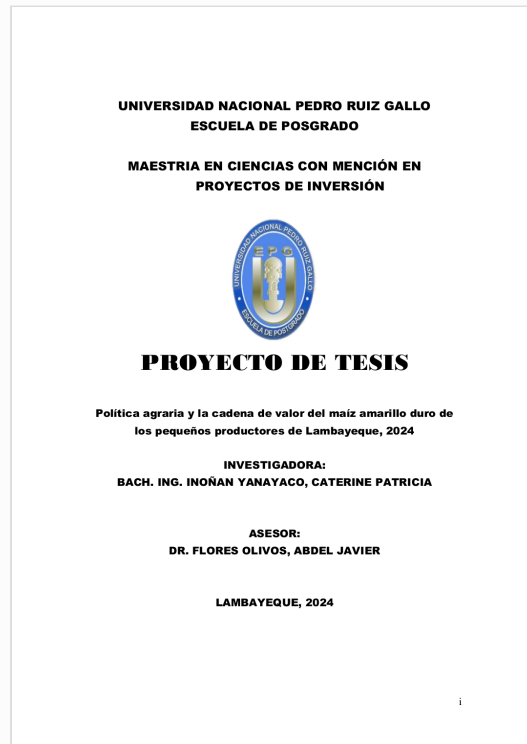 UNIVERSIDAD NACIONAL PEDRO RUIZ GALLO
ESCUELA DE POSGRADO
MAESTRIA EN CIENCIAS CON MENCIÓN EN
PROYECTOS DE INVERSIÓN
UNIVERSIDAD NACIONAL PEDRO RUIZ GALLO
EPG
ESCUELA DE POSTGRADO
PROYECTO DE TESIS
Política agraria y la cadena de valor del maíz amarillo duro de
los pequeños productores de Lambayeque, 2024
INVESTIGADORA:
BACH. ING. INOÑAN YANAYACO, CATERINE PATRICIA
ASESOR:
DR. FLORES OLIVOS, ABDEL JAVIER
LAMBAYEQUE, 2024
i